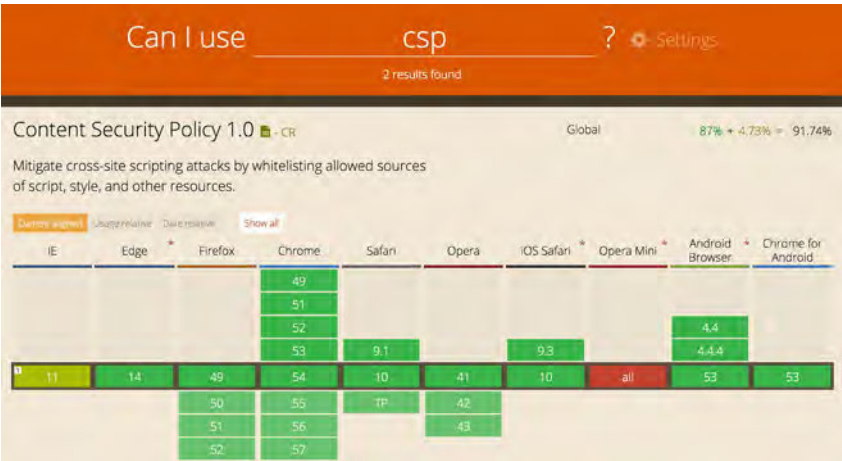 Can I use csp ? Settings
2 results found
Content Security Policy 1.0 - CR
Global 87% + 4.73% = 91.74%
Mitigate cross-site scripting attacks by whitelisting allowed sources
of script, style, and other resources.
Current aligned Usage relative Date relative Show all
IE Edge * Firefox Chrome Safari Opera iOS Safari * Opera Mini * Android Browser * Chrome for Android
49
51
52 4.4
53 9.1 9.3 4.4.4
1 11 14 49 54 10 41 10 all 53 53
50 55 TP 42
51 56 43
52 57